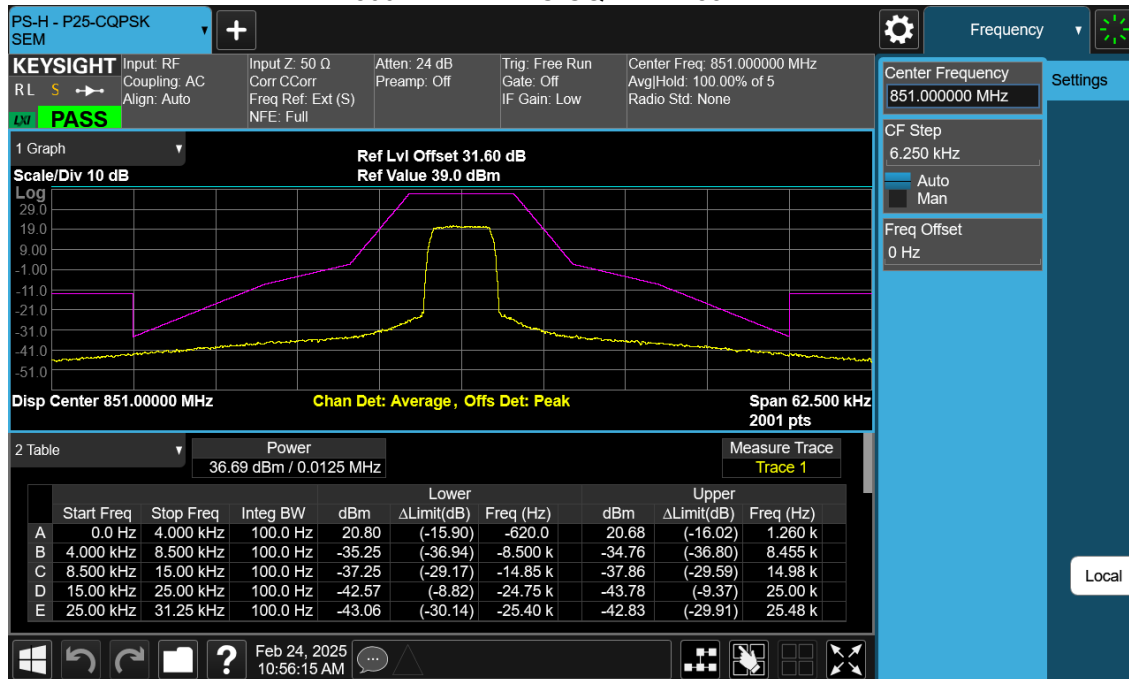 PS-H - P25-CQPSK
SEM
Frequency
KEYSIGHT
RL S
LXI PASS
Input: RF
Coupling: AC
Align: Auto
Input Z: 50 Ω
Corr CCorr
Freq Ref: Ext (S)
NFE: Full
Atten: 24 dB
Preamp: Off
Trig: Free Run
Gate: Off
IF Gain: Low
Center Freq: 851.000000 MHz
Avg|Hold: 100.00% of 5
Radio Std: None
Center Frequency
851.000000 MHz
Settings
CF Step
6.250 kHz
Auto
Man
Freq Offset
0 Hz
Local
1 Graph
Scale/Div 10 dB
Ref Lvl Offset 31.60 dB
Ref Value 39.0 dBm
Log
29.0
19.0
9.00
-1.00
-11.0
-21.0
-31.0
-41.0
-51.0
Disp Center 851.00000 MHz
Chan Det: Average, Offs Det: Peak
Span 62.500 kHz
2001 pts
2 Table
Power
36.69 dBm / 0.0125 MHz
Measure Trace
Trace 1
Lower Upper
Start Freq Stop Freq Integ BW dBm ΔLimit(dB) Freq (Hz) dBm ΔLimit(dB) Freq (Hz)
A 0.0 Hz 4.000 kHz 100.0 Hz 20.80 (-15.90) -620.0 20.68 (-16.02) 1.260 k
B 4.000 kHz 8.500 kHz 100.0 Hz -35.25 (-36.94) -8.500 k -34.76 (-36.80) 8.455 k
C 8.500 kHz 15.00 kHz 100.0 Hz -37.25 (-29.17) -14.85 k -37.86 (-29.59) 14.98 k
D 15.00 kHz 25.00 kHz 100.0 Hz -42.57 (-8.82) -24.75 k -43.78 (-9.37) 25.00 k
E 25.00 kHz 31.25 kHz 100.0 Hz -43.06 (-30.14) -25.40 k -42.83 (-29.91) 25.48 k
Feb 24, 2025
10:56:15 AM